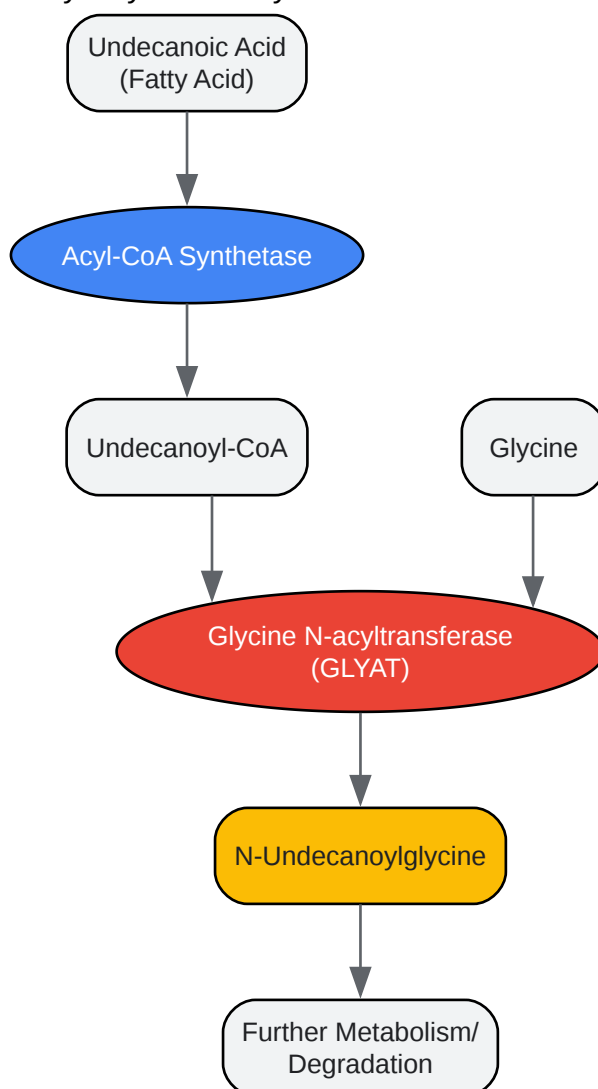 Undecanoic Acid
(Fatty Acid)
Acyl-CoA Synthetase
Undecanoyl-CoA
Glycine
Glycine N-acyltransferase
(GLYAT)
N-Undecanoylglycine
Further Metabolism/
Degradation